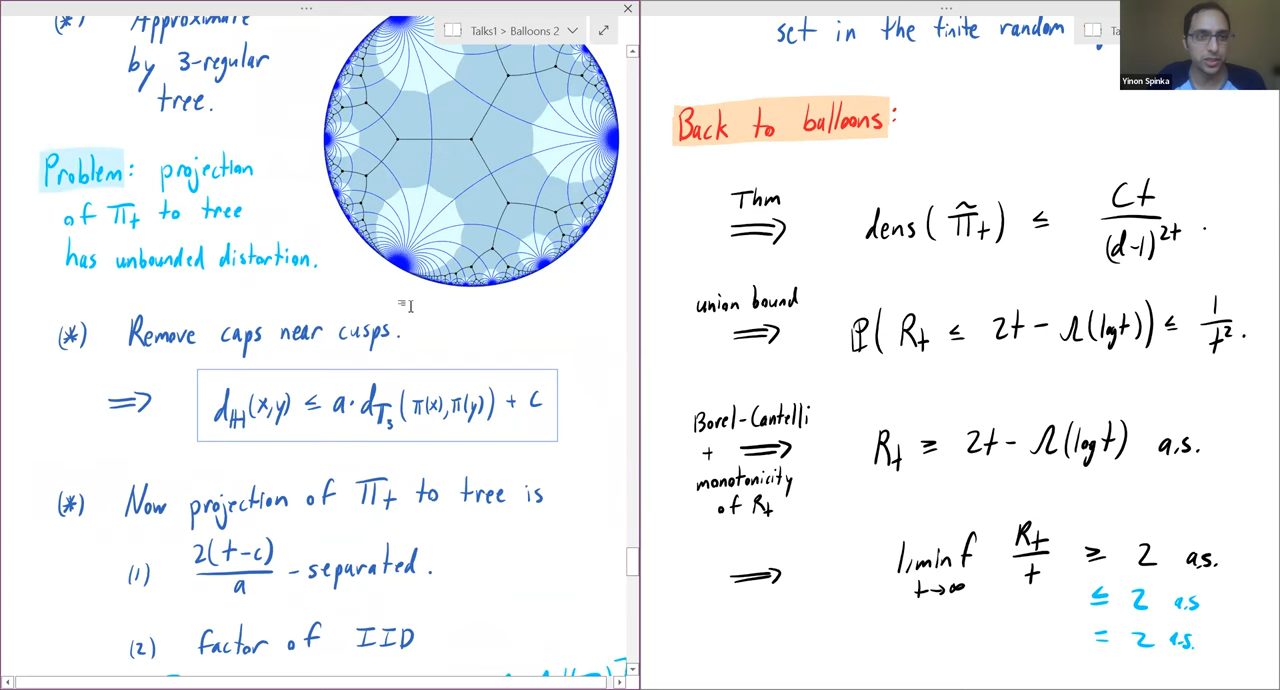 (*) Approximate
by 3-regular
tree.
Talks1 > Balloons 2
Problem: projection
of Π_t to tree
has unbounded distortion.
(*) Remove caps near cusps.
⟹ d_ℍ(x,y) ≤ a · d_{T_3}(π(x), π(y)) + c
(*) Now projection of Π_t to tree is
(1) 2(t-c)/a - separated.
(2) factor of IID
set in the finite random
Yinon Spinka
Back to balloons:
Thm ⟹ dens(Π̃_t) ≤ Ct/(d-1)^{2t}.
union bound ⟹ ℙ(R_t ≤ 2t - Ω(log t)) ≤ 1/t².
Borel-Cantelli
+ ⟹ R_t ≥ 2t - Ω(log t) a.s.
monotonicity
of R_t
⟹ liminf_{t→∞} R_t/t ≥ 2 a.s.
≤ 2 a.s
= 2 a.s.